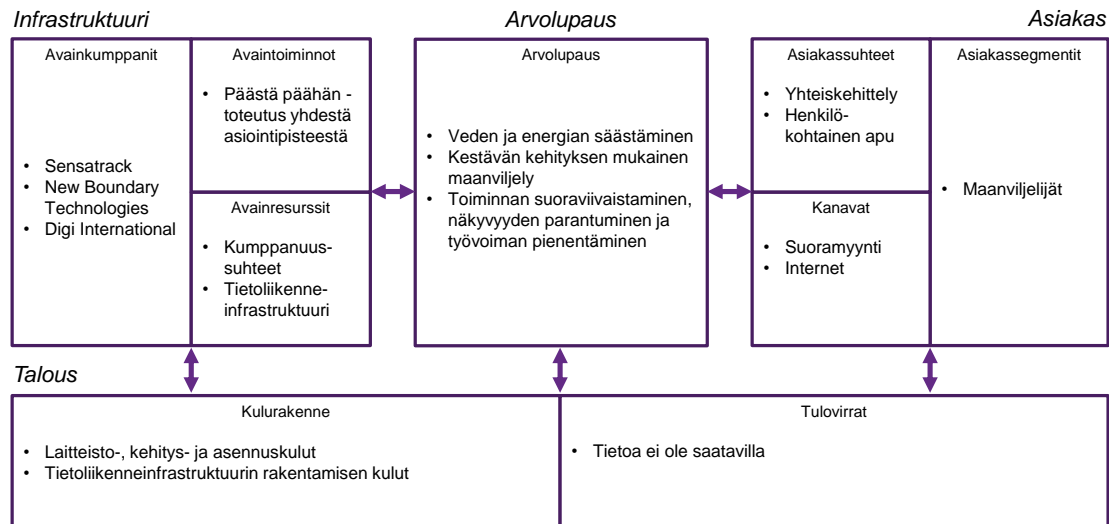 Infrastruktuuri
Arvolupaus
Asiakas
Avainkumppanit
• Sensatrack
• New Boundary
Technologies
• Digi International
Avaintoiminnot
• Päästä päähän -
toteutus yhdestä
asiointipisteestä
Avainresurssit
• Kumppanuus-
suhteet
• Tietoliikenne-
infrastruktuuri
Arvolupaus
• Veden ja energian säästäminen
• Kestävän kehityksen mukainen
maanviljely
• Toiminnan suoraviivaistaminen,
näkyvyyden parantuminen ja
työvoiman pienentäminen
Asiakassuhteet
• Yhteiskehittely
• Henkilö-
kohtainen apu
Kanavat
• Suoramyynti
• Internet
Asiakassegmentit
• Maanviljelijät
Talous
Kulurakenne
• Laitteisto-, kehitys- ja asennuskulut
• Tietoliikenneinfrastruktuurin rakentamisen kulut
Tulovirrat
• Tietoa ei ole saatavilla